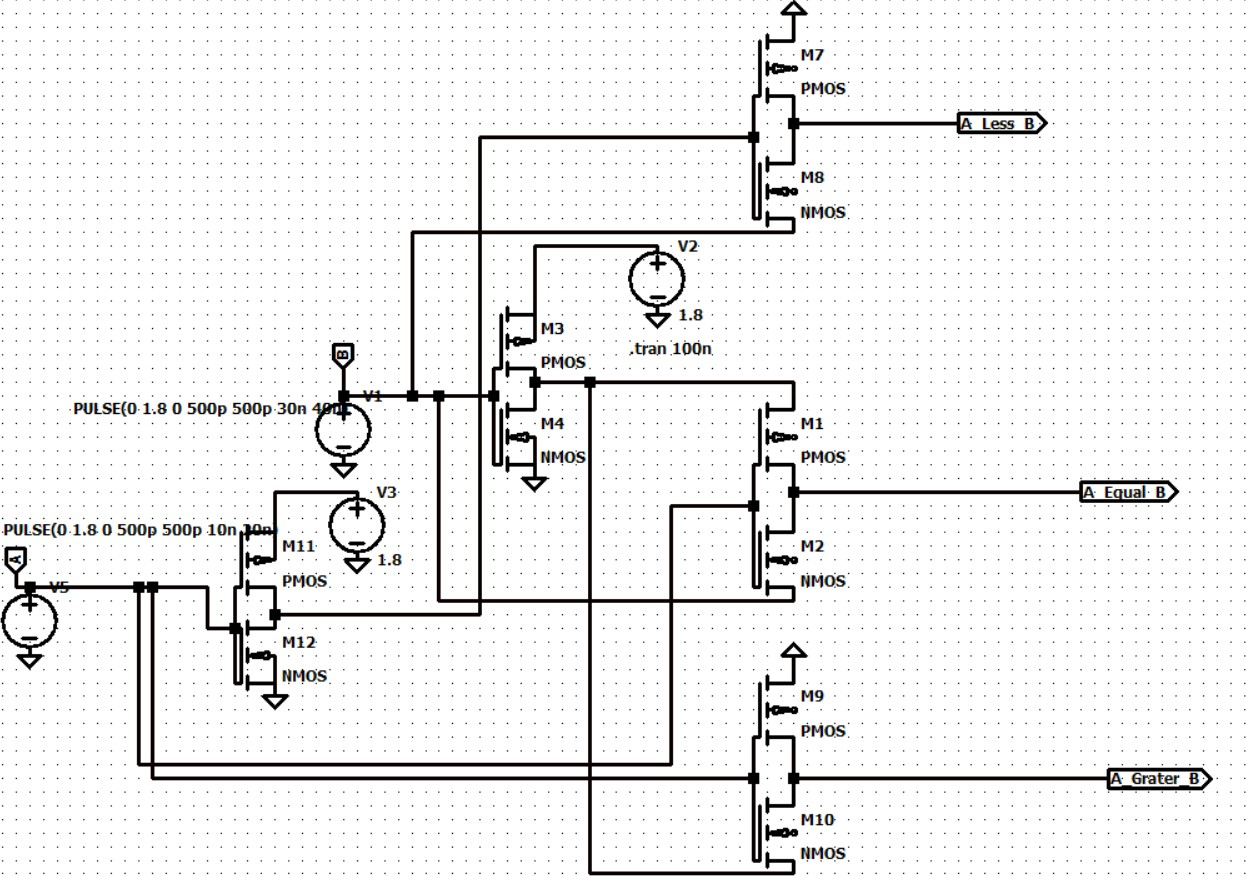 M7
PMOS
A_Less_B
M8
NMOS
V2
1.8
.tran 100n
M3
PMOS
B
V1
PULSE(0 1.8 0 500p 500p 30n 40n)
M4
NMOS
M1
PMOS
A_Equal_B
M2
NMOS
V3
1.8
PULSE(0 1.8 0 500p 500p 10n 20n)
M11
PMOS
A
V5
M12
NMOS
M9
PMOS
A_Grater_B
M10
NMOS